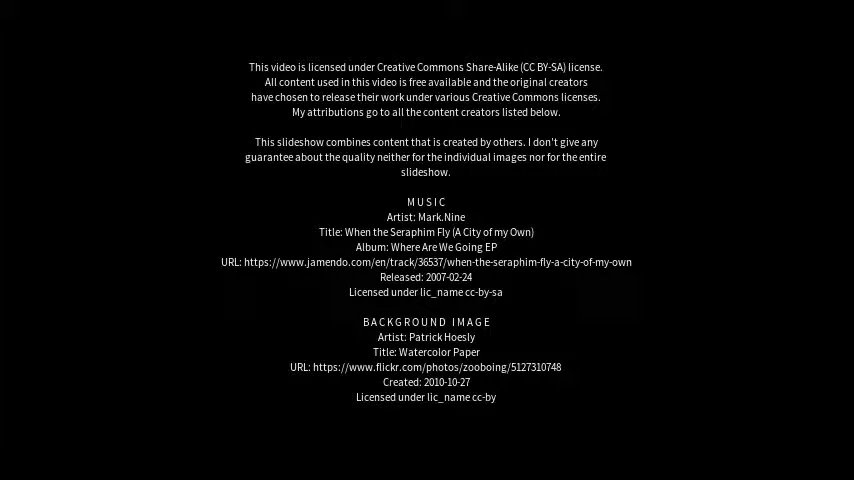 This video is licensed under Creative Commons Share-Alike (CC BY-SA) license.
All content used in this video is free available and the original creators
have chosen to release their work under various Creative Commons licenses.
My attributions go to all the content creators listed below.
This slideshow combines content that is created by others. I don't give any
guarantee about the quality neither for the individual images nor for the entire
slideshow.
MUSIC
Artist: Mark.Nine
Title: When the Seraphim Fly (A City of my Own)
Album: Where Are We Going EP
URL: https://www.jamendo.com/en/track/36537/when-the-seraphim-fly-a-city-of-my-own
Released: 2007-02-24
Licensed under lic_name cc-by-sa
BACKGROUND IMAGE
Artist: Patrick Hoesly
Title: Watercolor Paper
URL: https://www.flickr.com/photos/zooboing/5127310748
Created: 2010-10-27
Licensed under lic_name cc-by